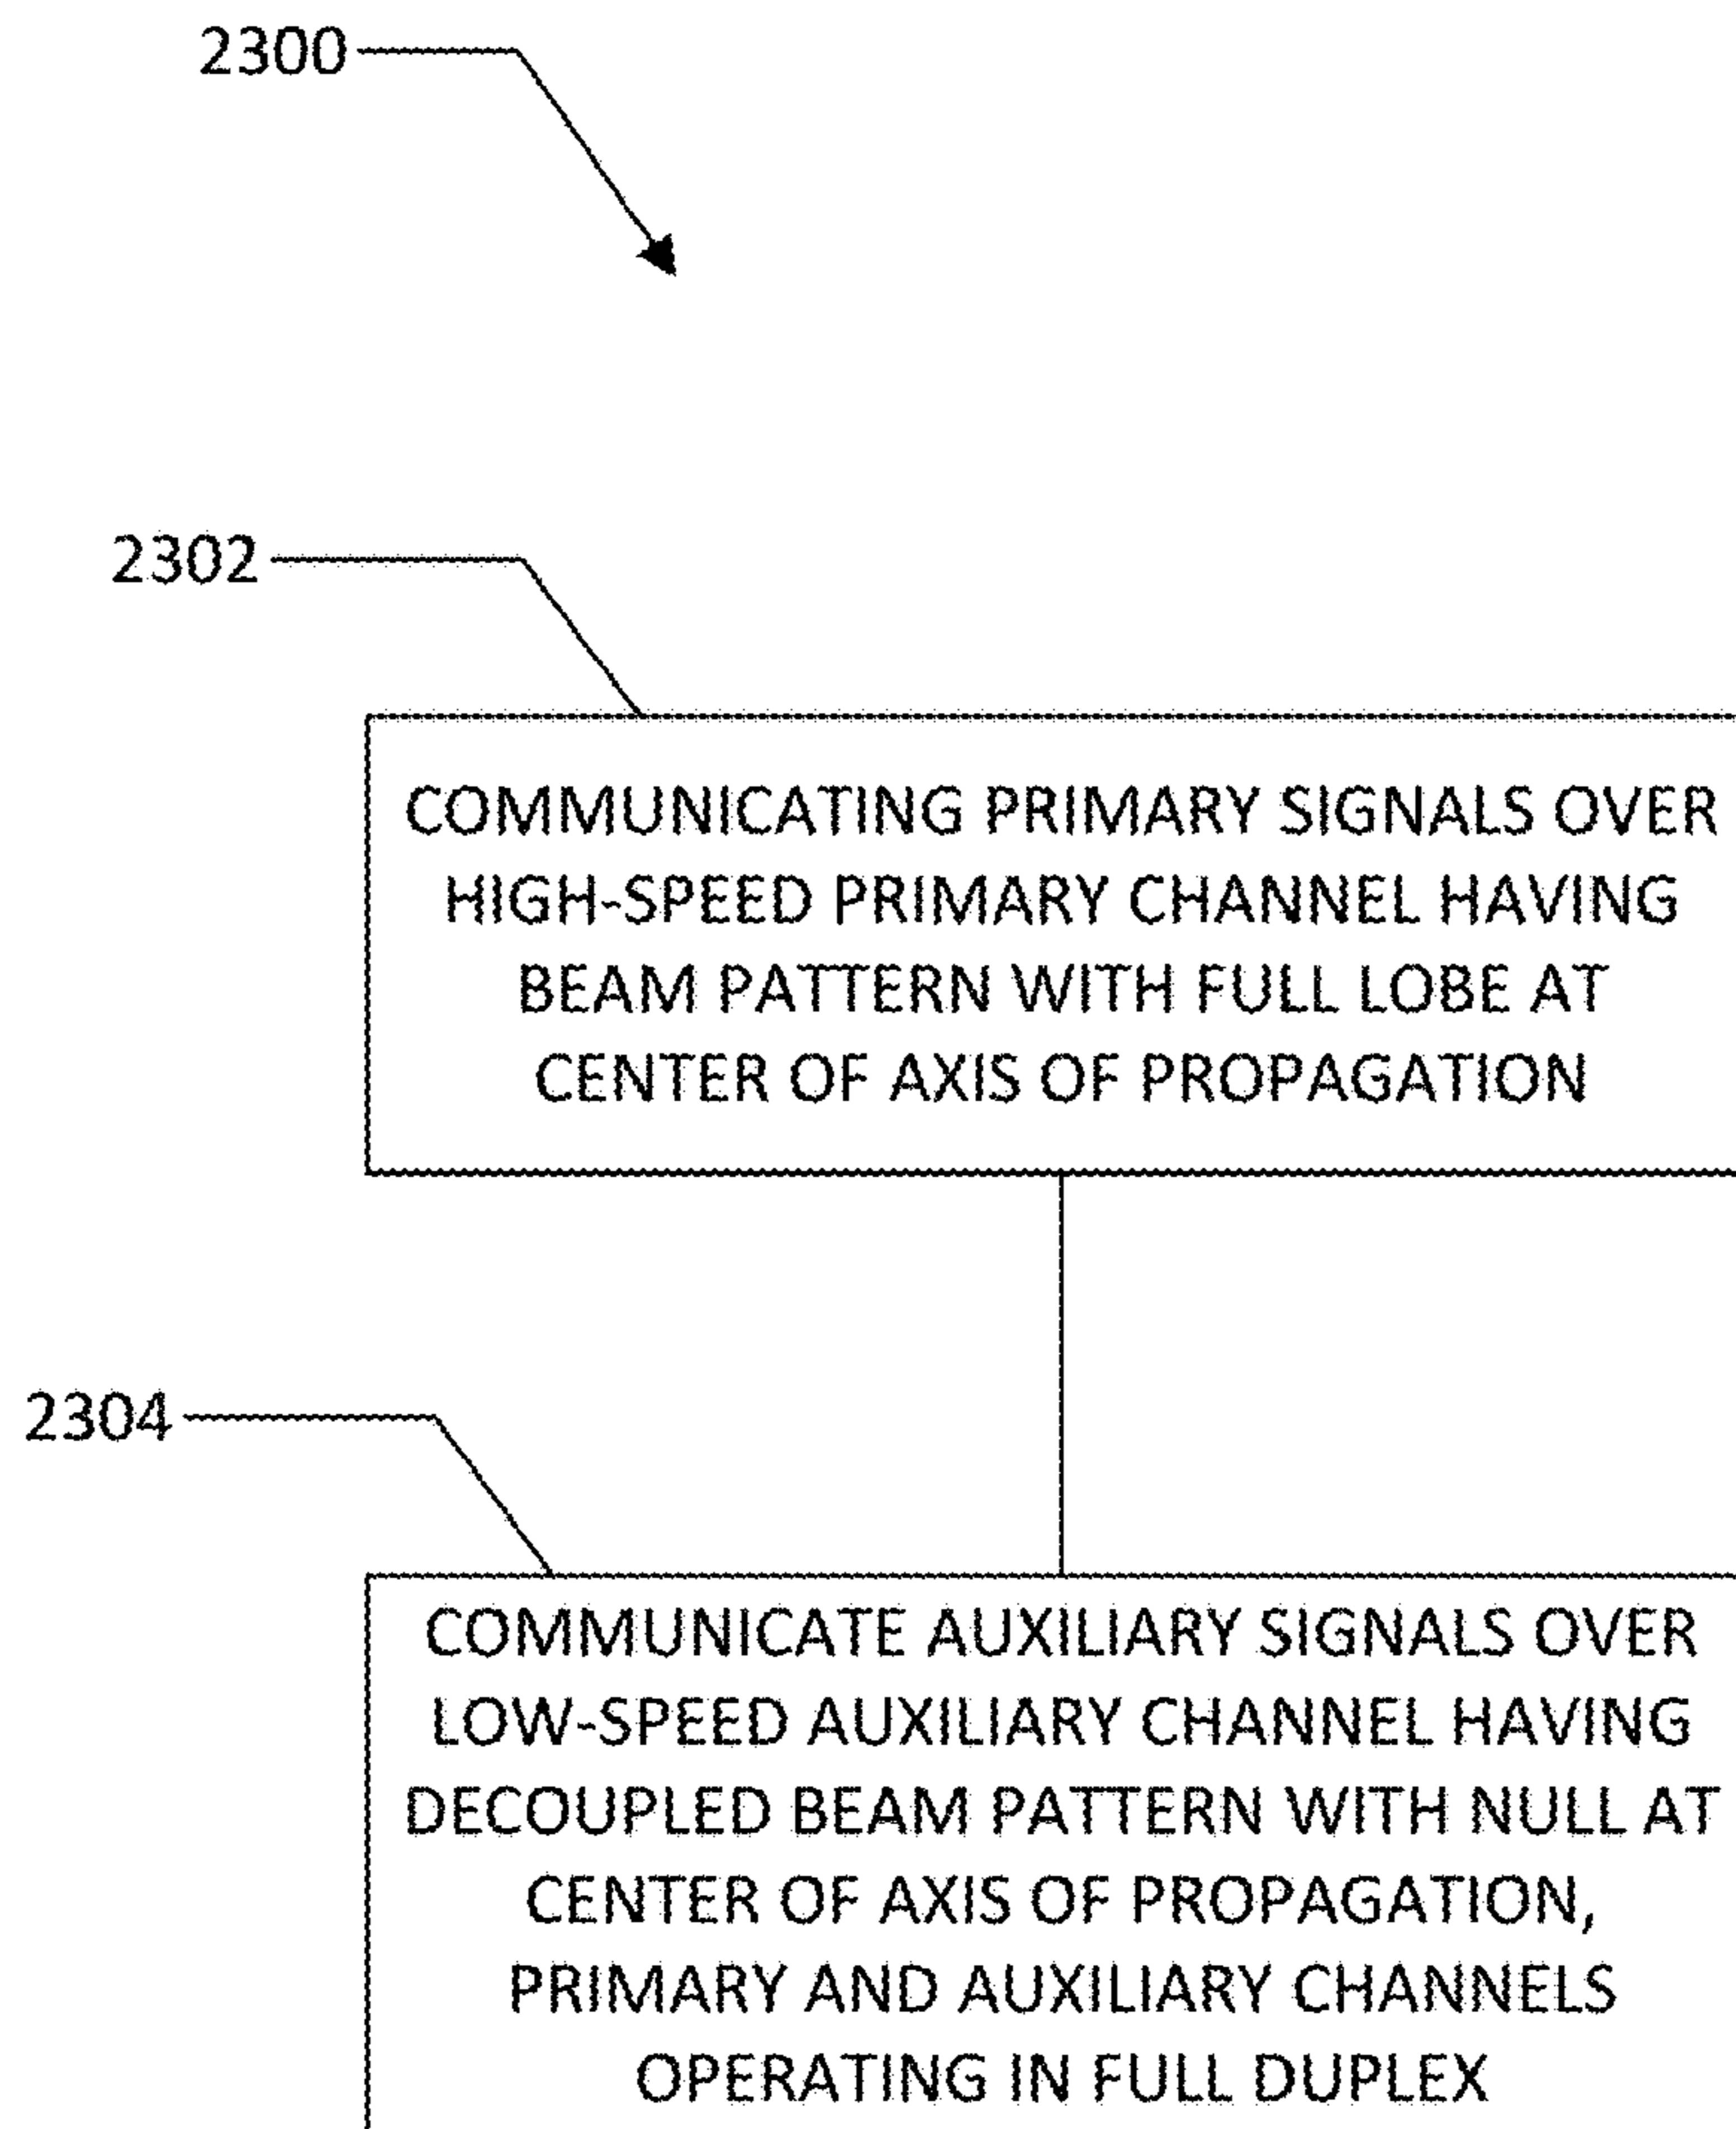 2300
2302
COMMUNICATING PRIMARY SIGNALS OVER
HIGH-SPEED PRIMARY CHANNEL HAVING
BEAM PATTERN WITH FULL LOBE AT
CENTER OF AXIS OF PROPAGATION
2304
COMMUNICATE AUXILIARY SIGNALS OVER
LOW-SPEED AUXILIARY CHANNEL HAVING
DECOUPLED BEAM PATTERN WITH NULL AT
CENTER OF AXIS OF PROPAGATION,
PRIMARY AND AUXILIARY CHANNELS
OPERATING IN FULL DUPLEX